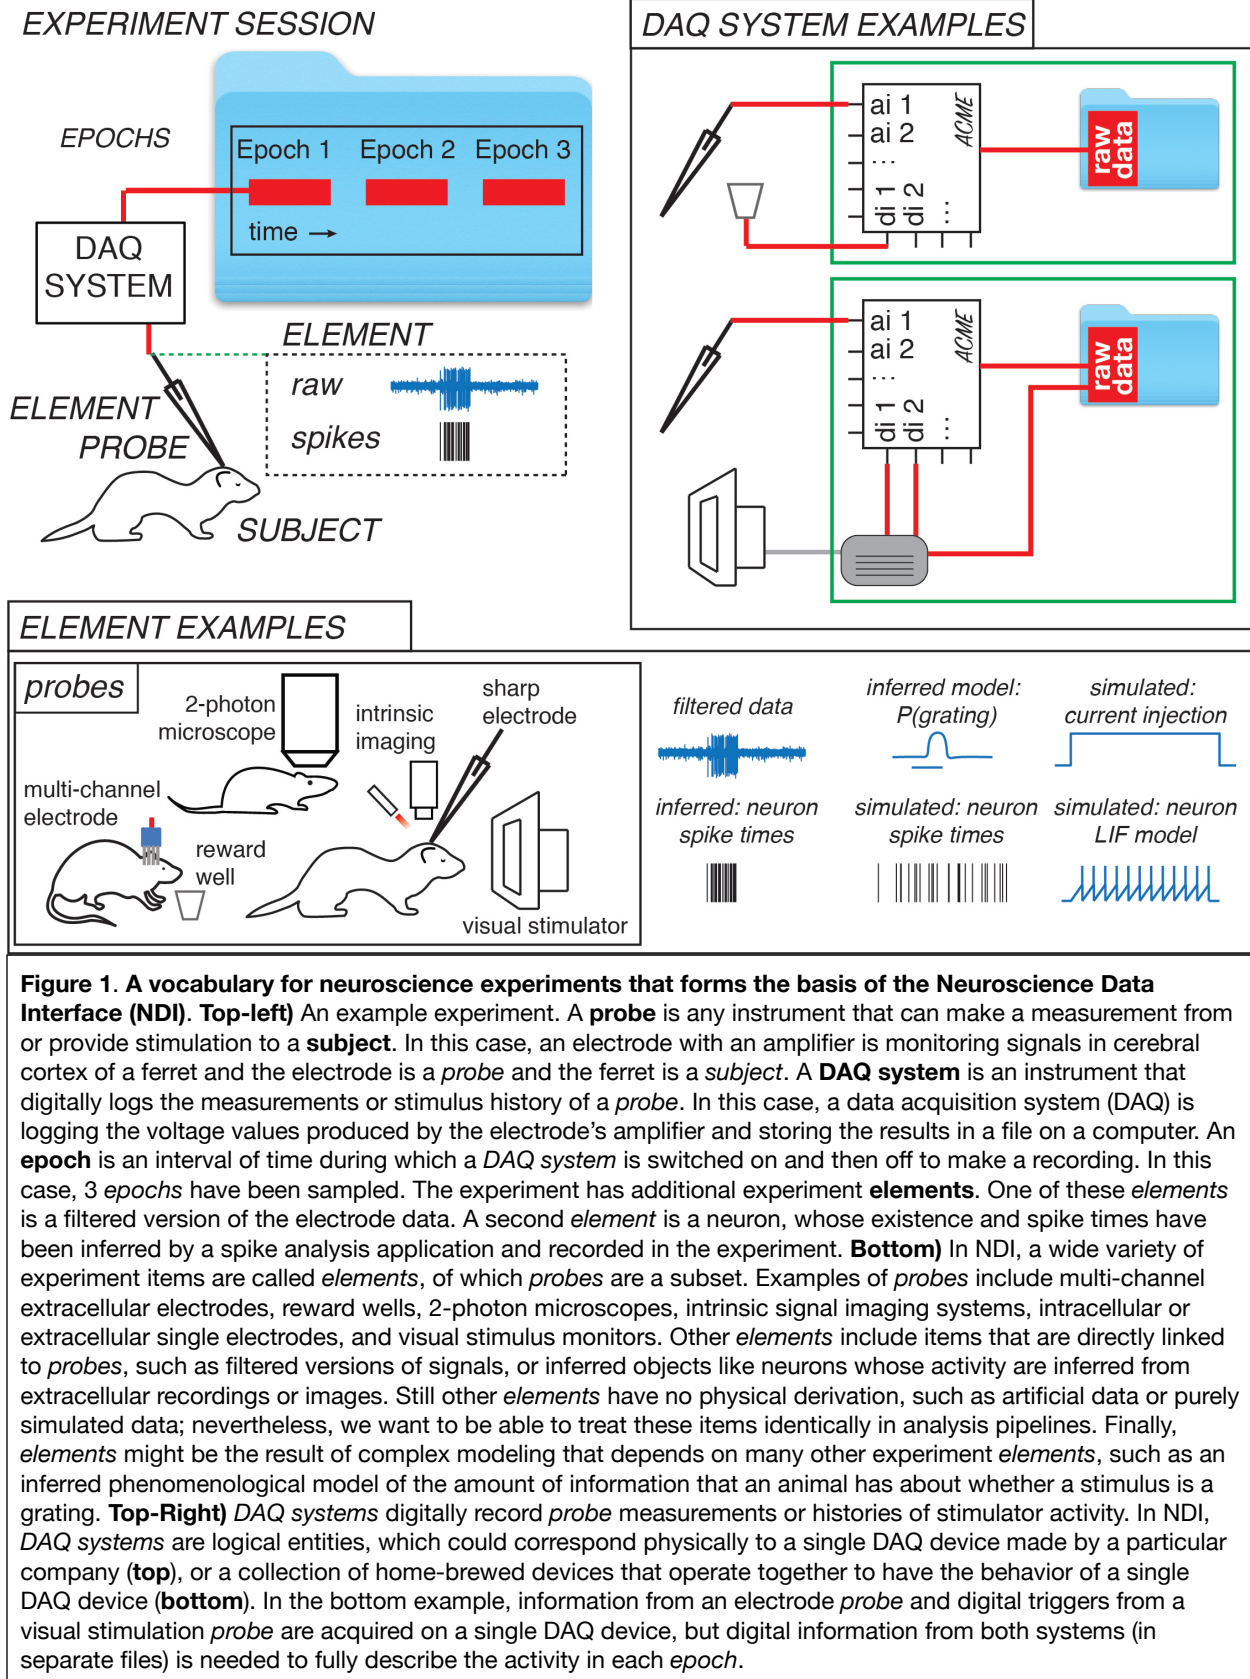 EXPERIMENT SESSION
EPOCHS
Epoch 1 Epoch 2 Epoch 3
time →
DAQ
SYSTEM
ELEMENT
raw
spikes
ELEMENT
PROBE
SUBJECT
DAQ SYSTEM EXAMPLES
ai 1
ai 2
...
di 1
di 2
...
ACME
raw
data
ai 1
ai 2
...
di 1
di 2
...
ACME
raw
data
ELEMENT EXAMPLES
probes
2-photon
microscope
intrinsic
imaging
sharp
electrode
multi-channel
electrode
reward
well
visual stimulator
filtered data
inferred model:
P(grating)
simulated:
current injection
inferred: neuron
spike times
simulated: neuron
spike times
simulated: neuron
LIF model
Figure 1. A vocabulary for neuroscience experiments that forms the basis of the Neuroscience Data
Interface (NDI). Top-left) An example experiment. A probe is any instrument that can make a measurement from
or provide stimulation to a subject. In this case, an electrode with an amplifier is monitoring signals in cerebral
cortex of a ferret and the electrode is a probe and the ferret is a subject. A DAQ system is an instrument that
digitally logs the measurements or stimulus history of a probe. In this case, a data acquisition system (DAQ) is
logging the voltage values produced by the electrode's amplifier and storing the results in a file on a computer. An
epoch is an interval of time during which a DAQ system is switched on and then off to make a recording. In this
case, 3 epochs have been sampled. The experiment has additional experiment elements. One of these elements
is a filtered version of the electrode data. A second element is a neuron, whose existence and spike times have
been inferred by a spike analysis application and recorded in the experiment. Bottom) In NDI, a wide variety of
experiment items are called elements, of which probes are a subset. Examples of probes include multi-channel
extracellular electrodes, reward wells, 2-photon microscopes, intrinsic signal imaging systems, intracellular or
extracellular single electrodes, and visual stimulus monitors. Other elements include items that are directly linked
to probes, such as filtered versions of signals, or inferred objects like neurons whose activity are inferred from
extracellular recordings or images. Still other elements have no physical derivation, such as artificial data or purely
simulated data; nevertheless, we want to be able to treat these items identically in analysis pipelines. Finally,
elements might be the result of complex modeling that depends on many other experiment elements, such as an
inferred phenomenological model of the amount of information that an animal has about whether a stimulus is a
grating. Top-Right) DAQ systems digitally record probe measurements or histories of stimulator activity. In NDI,
DAQ systems are logical entities, which could correspond physically to a single DAQ device made by a particular
company (top), or a collection of home-brewed devices that operate together to have the behavior of a single
DAQ device (bottom). In the bottom example, information from an electrode probe and digital triggers from a
visual stimulation probe are acquired on a single DAQ device, but digital information from both systems (in
separate files) is needed to fully describe the activity in each epoch.